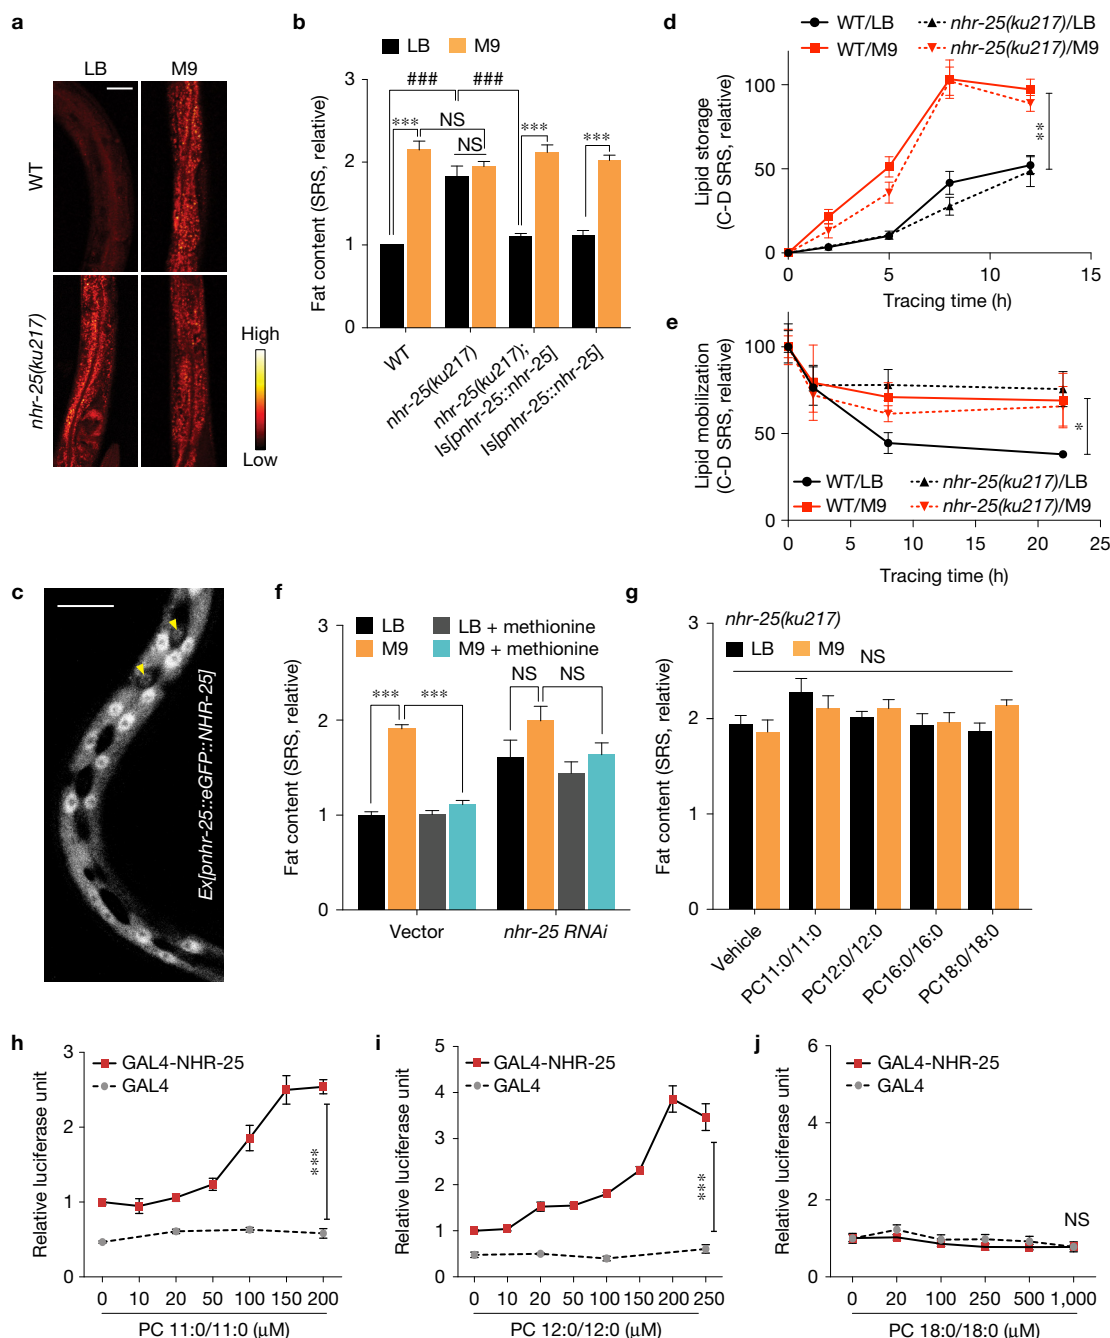 a
LB
M9
WT
nhr-25(ku217)
High
Low
b
LB
M9
Fat content (SRS, relative)
3
2
1
0
###
###
***
NS
NS
***
***
WT
nhr-25(ku217)
nhr-25(ku217);
Is[pnhr-25::nhr-25]
Is[pnhr-25::nhr-25]
c
Ex[pnhr-25::eGFP::NHR-25]
d
WT/LB
nhr-25(ku217)/LB
WT/M9
nhr-25(ku217)/M9
Lipid storage
(C-D SRS, relative)
100
50
0
**
0
5
10
15
Tracing time (h)
e
Lipid mobilization
(C-D SRS, relative)
100
50
0
*
WT/LB
nhr-25(ku217)/LB
WT/M9
nhr-25(ku217)/M9
0
5
10
15
20
25
Tracing time (h)
f
LB
LB + methionine
M9
M9 + methionine
Fat content (SRS, relative)
3
2
1
0
***
***
NS
NS
Vector
nhr-25 RNAi
g
nhr-25(ku217)
LB
M9
NS
Fat content (SRS, relative)
3
2
1
0
Vehicle
PC11:0/11:0
PC12:0/12:0
PC16:0/16:0
PC18:0/18:0
h
GAL4-NHR-25
GAL4
Relative luciferase unit
3
2
1
0
***
0 10 20 50 100 150 200
PC 11:0/11:0 (μM)
i
GAL4-NHR-25
GAL4
Relative luciferase unit
5
4
3
2
1
0
***
0 10 20 50 100 150 200 250
PC 12:0/12:0 (μM)
j
GAL4-NHR-25
GAL4
Relative luciferase unit
6
4
2
0
NS
0 20 100 250 500 1,000
PC 18:0/18:0 (μM)